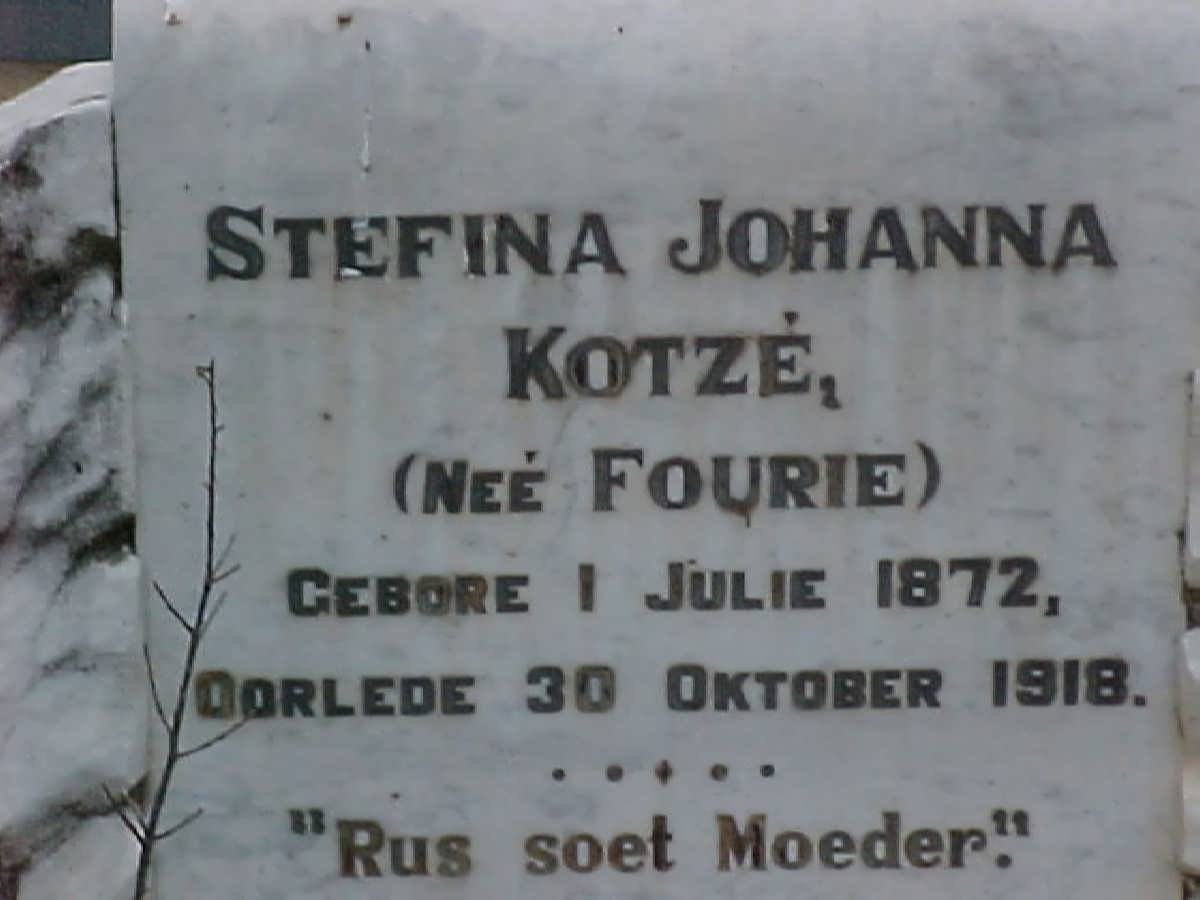 STEFINA JOHANNA
KOTZÉ,
(NEÉ FOURIE)
GEBORE 1 JULIE 1872,
OORLEDE 30 OKTOBER 1918.
"Rus soet Moeder."